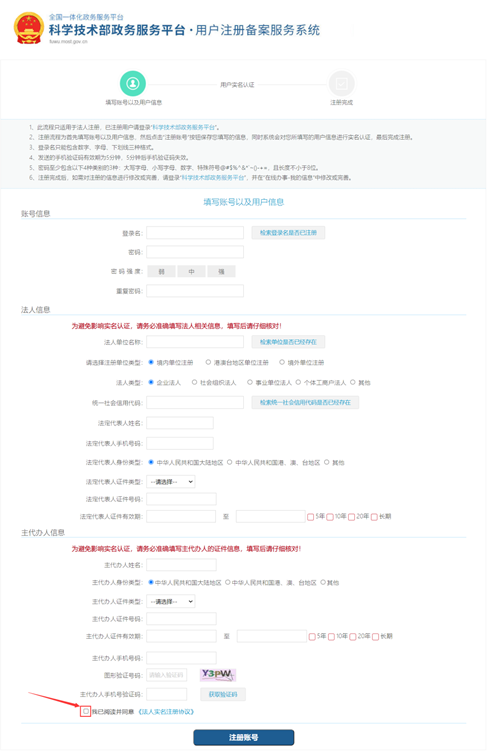 全国一体化政务服务平台
科学技术部政务服务平台·用户注册备案服务系统
fuwu.most.gov.cn
填写账号以及用户信息
用户实名认证
注册完成
1、此流程只适用于法人注册，已注册用户请登录"科学技术部政务服务平台"。
2、注册流程为首先填写账号以及用户信息，然后点击"注册账号"按钮保存您填写的信息，同时系统会对您所填写的用户信息进行实名认证，最后完成注册。
3、登录名只能包含数字、字母、下划线三种格式。
4、发送的手机验证码有效期为5分钟，5分钟后手机验证码失效。
5、密码至少包含以下4种类别的3种：大写字母，小写字母，数字，特殊符号@#$%^&*~()-+=，且长度不小于8位。
6、注册完成后，如需对注册的信息进行修改或完善，请登录"科学技术部政务服务平台"，并在"在线办事-我的信息"中修改或完善。
填写账号以及用户信息
账号信息
登录名：
检索登录名是否已注册
密码：
密 码 强 度：
弱 中 强
重复密码：
法人信息
为避免影响实名认证，请务必准确填写法人相关信息，填写后请仔细核对！
法人单位名称：
检索单位是否已经存在
请选择注册单位类型：
境内单位注册 港澳台地区单位注册 境外单位注册
法人类型：
企业法人 社会组织法人 事业单位法人 个体工商户法人 其他
统一社会信用代码：
检索统一社会信用代码是否已经存在
法定代表人姓名：
法定代表人手机号码：
法定代表人身份类型：
中华人民共和国大陆地区 中华人民共和国港、澳、台地区 其他
法定代表人证件类型：
--请选择--
法定代表人证件号码：
法定代表人证件有效期：
至 5年 10年 20年 长期
主代办人信息
为避免影响实名认证，请务必准确填写主代办人的证件信息，填写后请仔细核对！
主代办人姓名：
主代办人身份类型：
中华人民共和国大陆地区 中华人民共和国港、澳、台地区 其他
主代办人证件类型：
--请选择--
主代办人证件号码：
主代办人证件有效期：
至 5年 10年 20年 长期
主代办人手机号码：
图形验证号码：
请输入验证码 Y3PW
主代办人手机号验证码：
获取验证码
我已阅读并同意 《法人实名注册协议》
注册账号